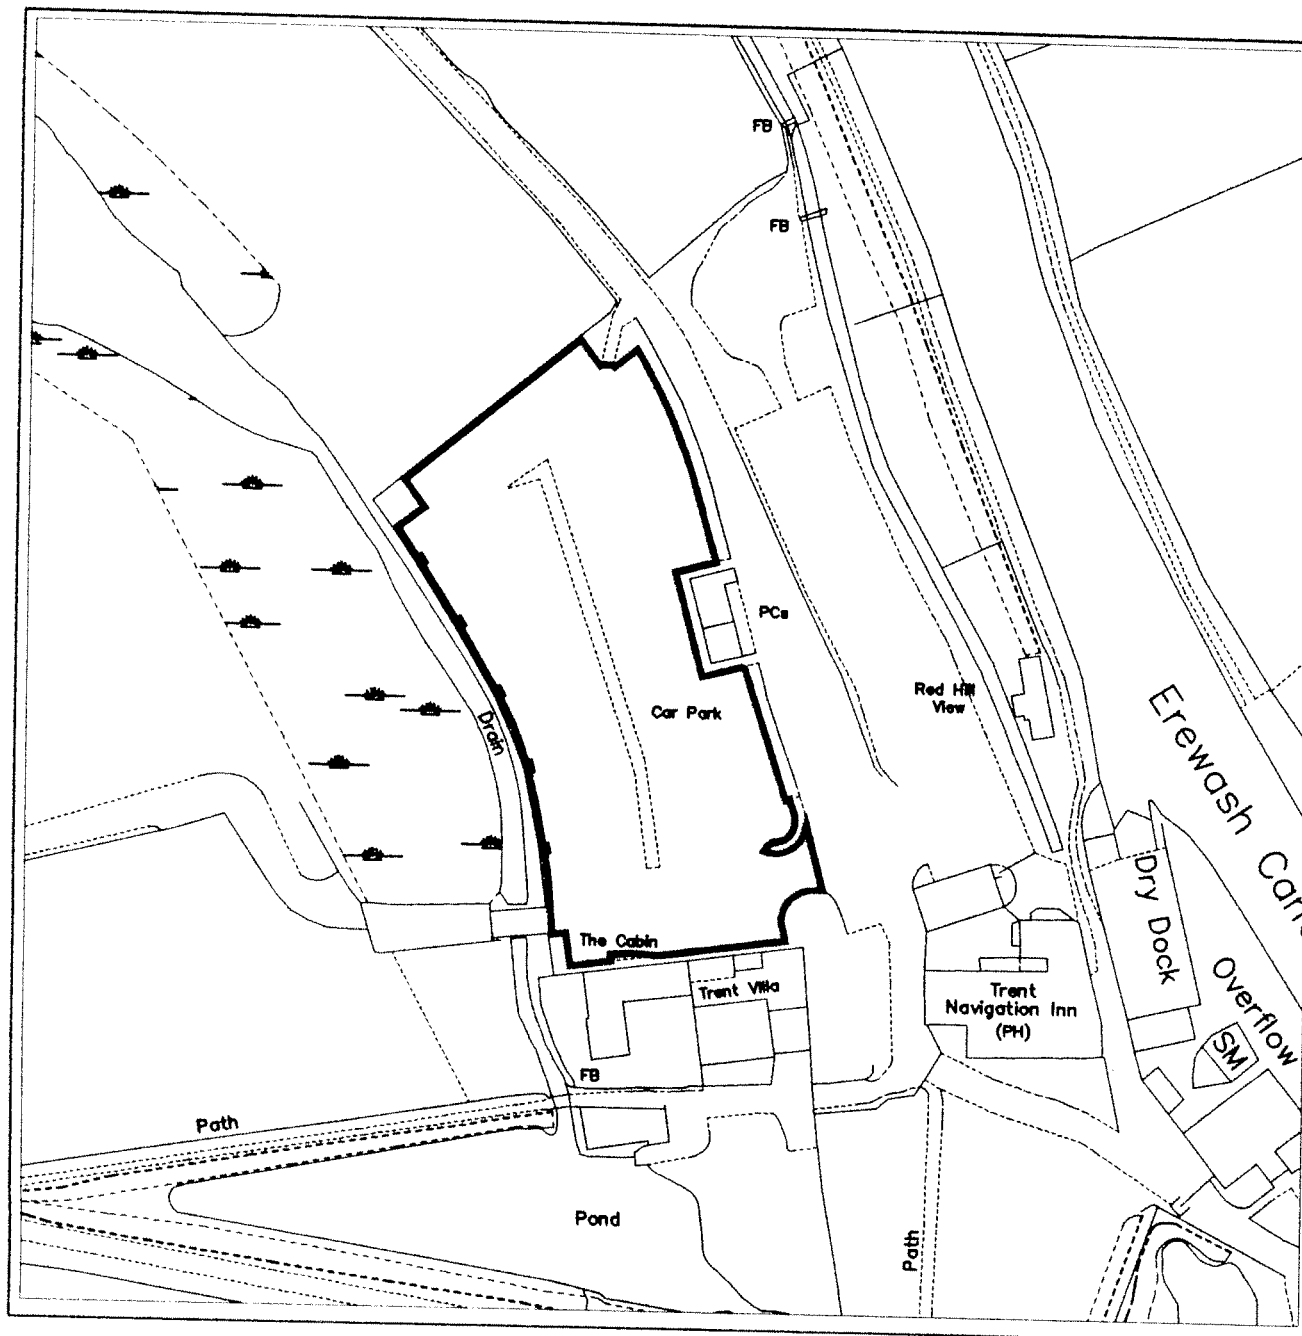 FB
FB
PCs
Red Hill
View
Car Park
Drain
Erewash
Dry Dock
The Cabin
Trent Villa
Trent
Navigation Inn
(PH)
Overflow
SM
FB
Path
Pond
Path